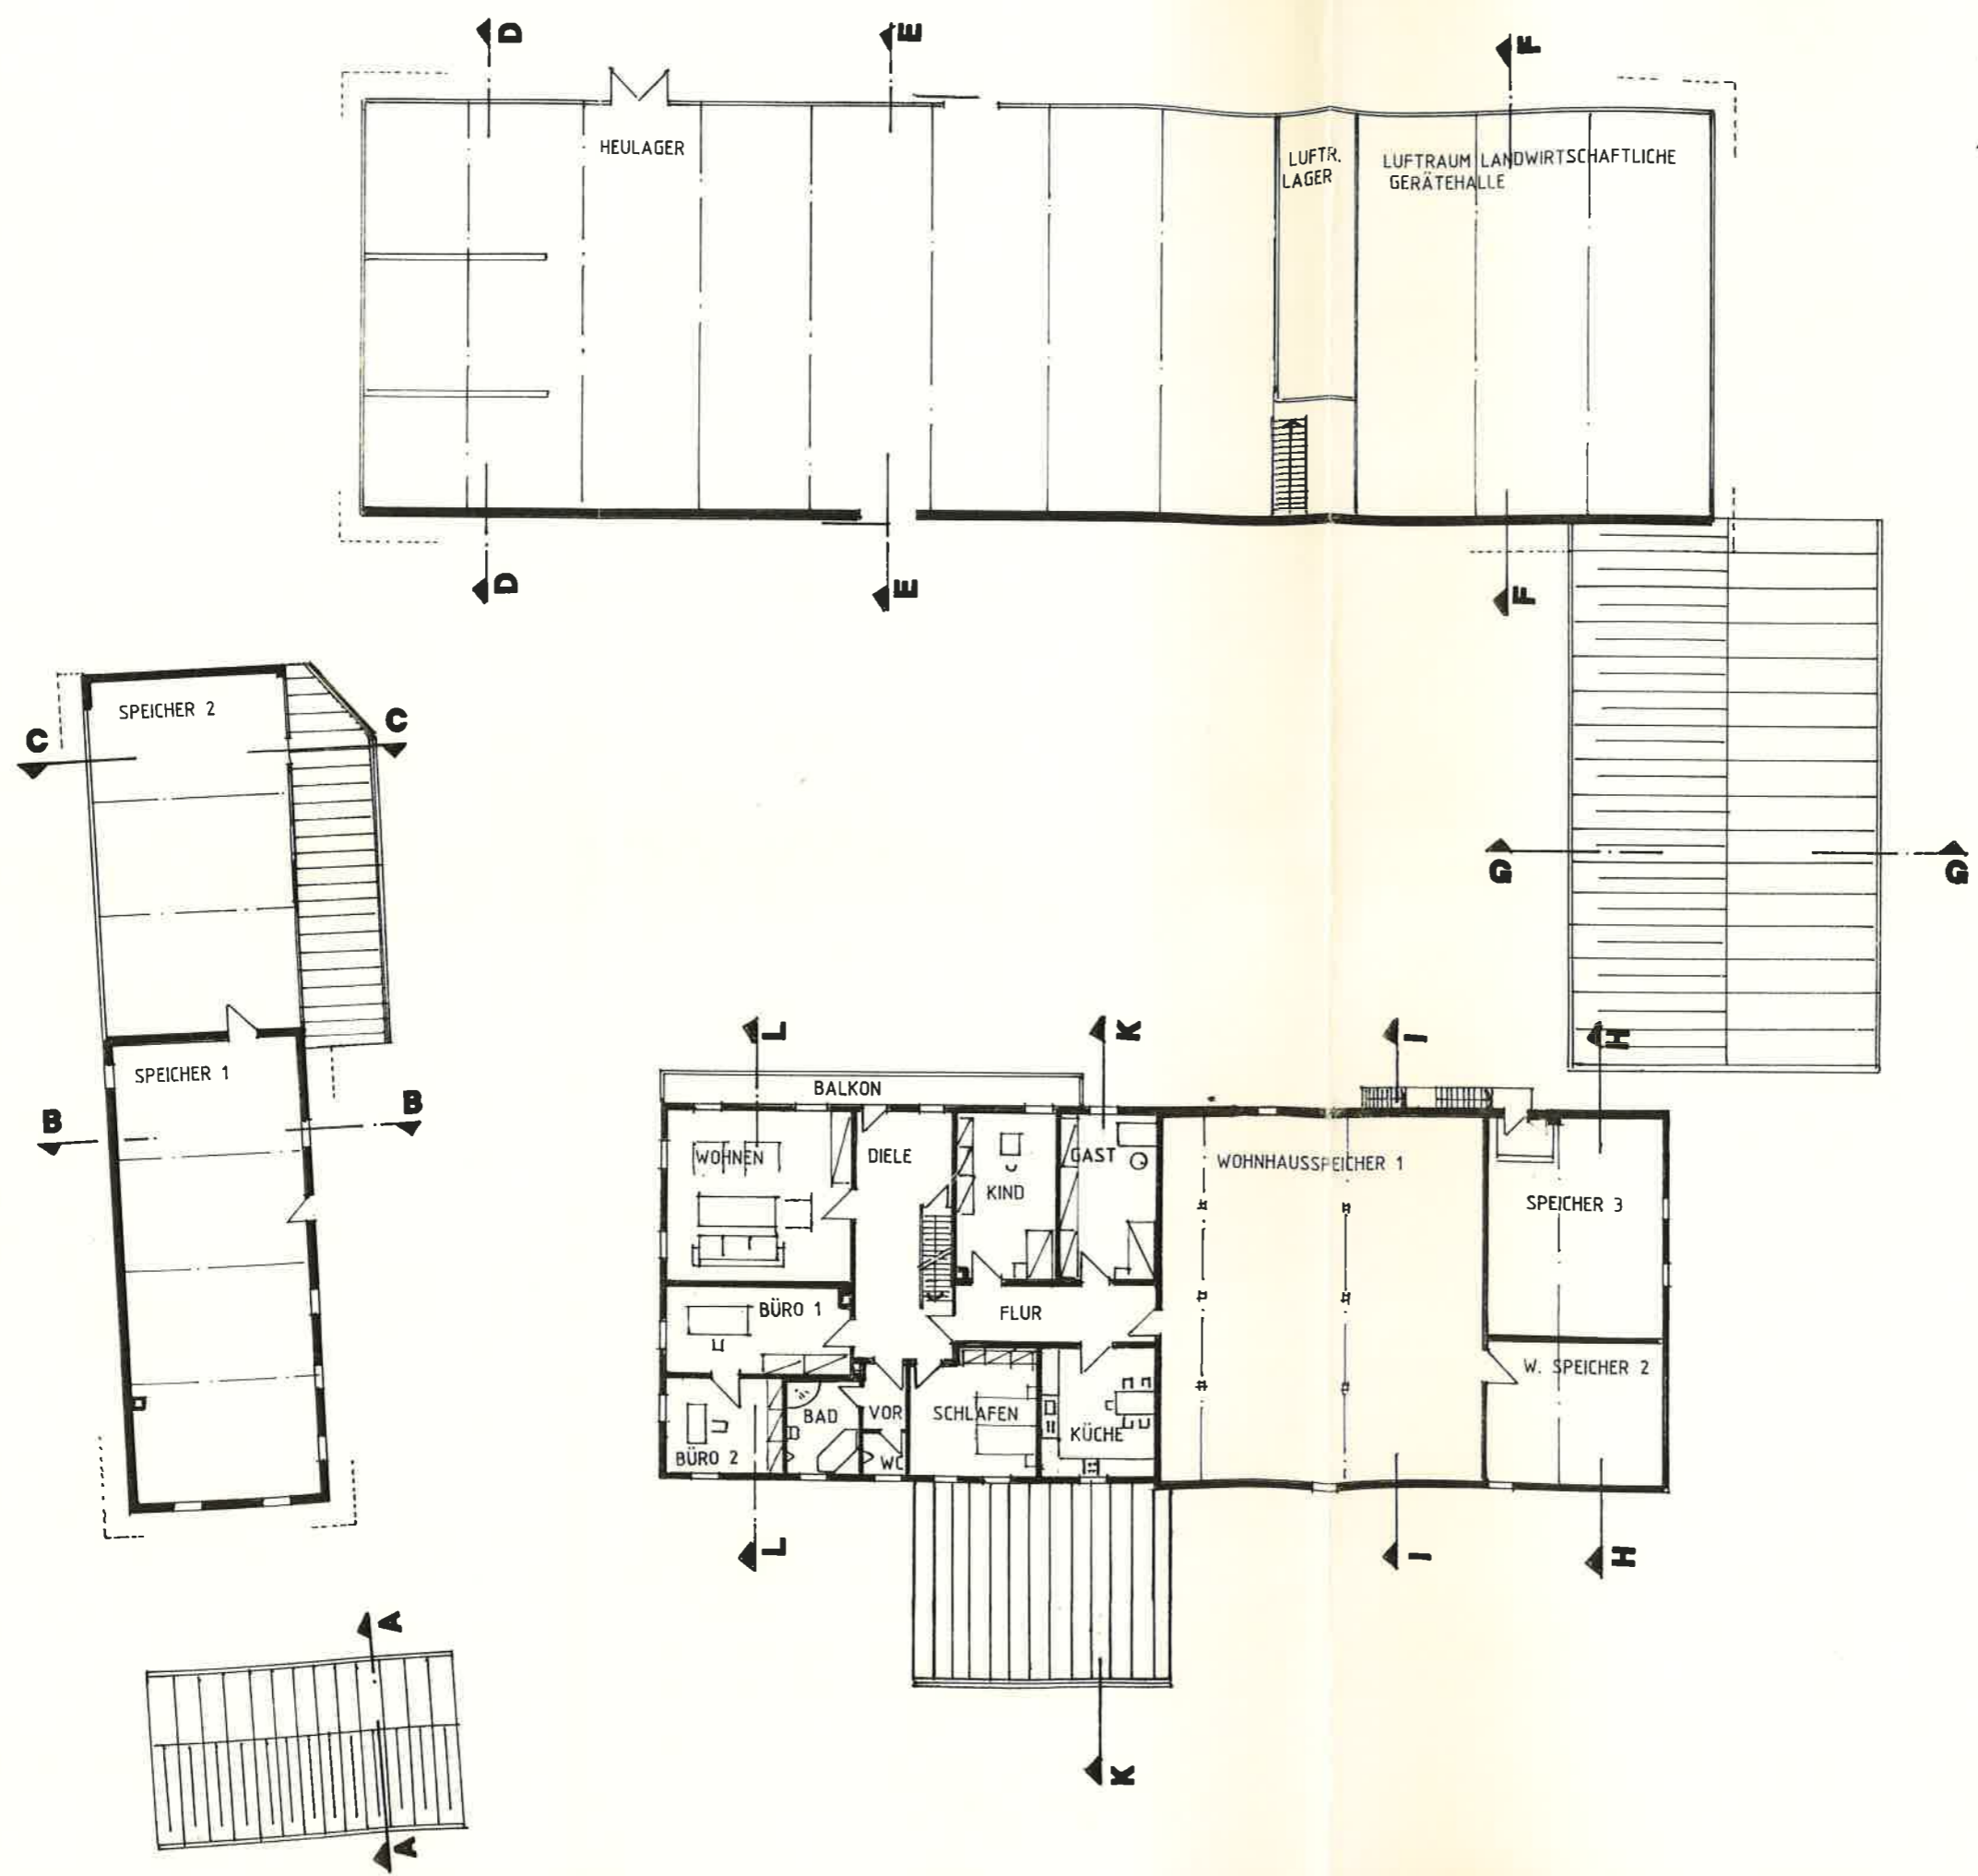 D
E
F
HEULAGER
LUFTR.
LAGER
LUFTRAUM LANDWIRTSCHAFTLICHE
GERÄTEHALLE
D
E
F
SPEICHER 2
C
C
G
G
SPEICHER 1
B
B
L
K
I
H
BALKON
WOHNEN
DIELE
KIND
GAST
WOHNHAUSSPEICHER 1
SPEICHER 3
BÜRO 1
FLUR
W. SPEICHER 2
BÜRO 2
BAD
VOR
WC
SCHLAFEN
KÜCHE
L
I
H
K
A
A